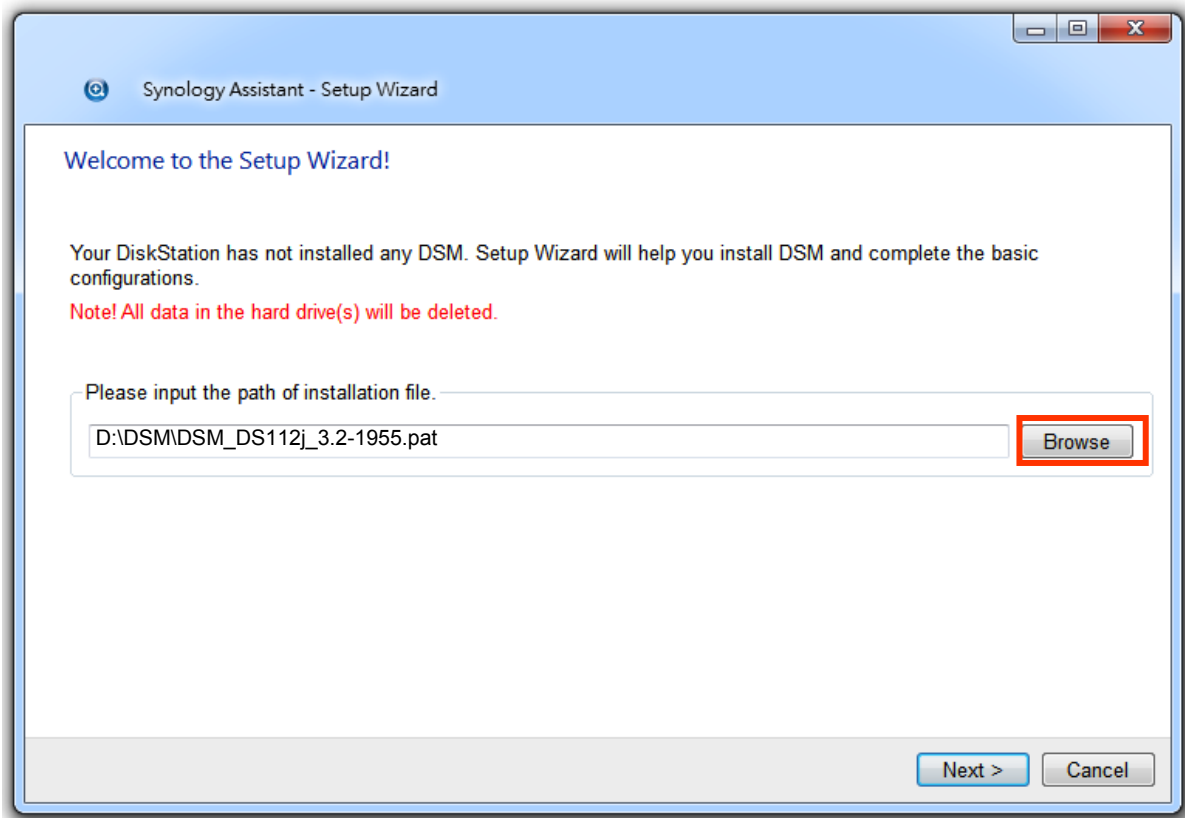 Synology Assistant - Setup Wizard
Welcome to the Setup Wizard!
Your DiskStation has not installed any DSM. Setup Wizard will help you install DSM and complete the basic
configurations.
Note! All data in the hard drive(s) will be deleted.
Please input the path of installation file.
D:\DSM\DSM_DS112j_3.2-1955.pat
Browse
Next >
Cancel